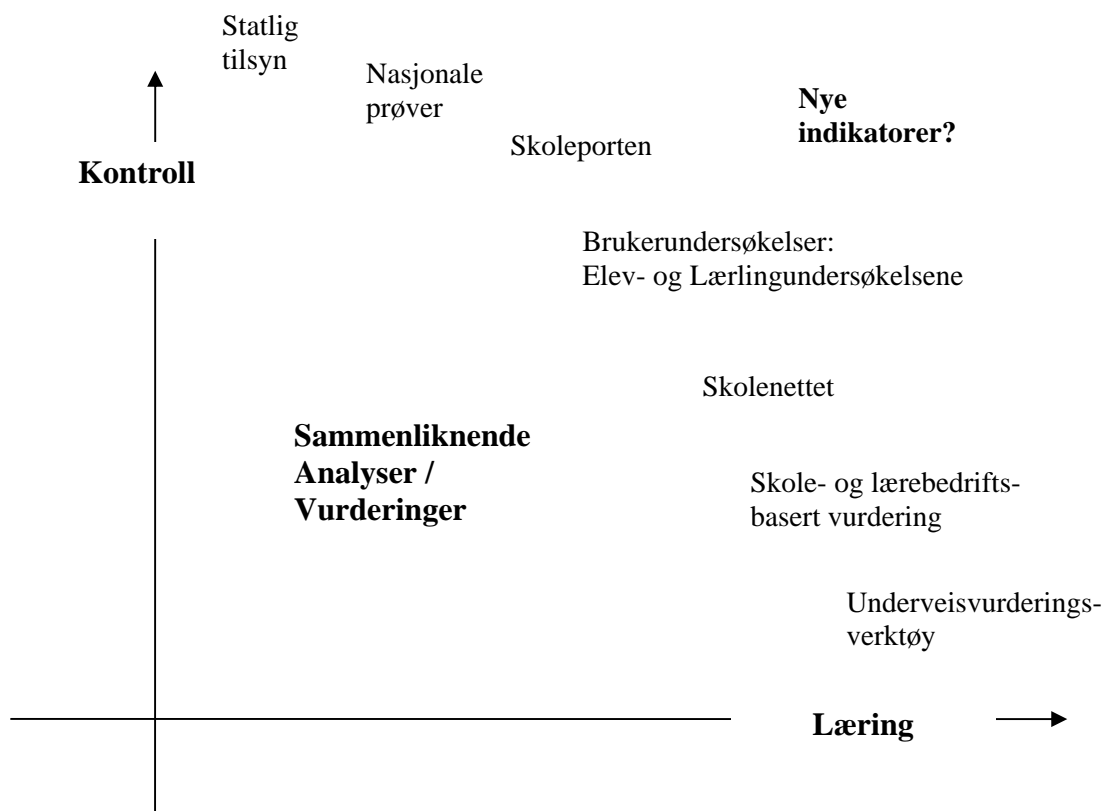 Statlig
tilsyn
Nasjonale
prøver
Nye
indikatorer?
Skoleporten
Kontroll
Brukerundersøkelser:
Elev- og Lærlingundersøkelsene
Skolenettet
Sammenliknende
Analyser /
Vurderinger
Skole- og lærebedrifts-
basert vurdering
Underveisvurderings-
verktøy
Læring